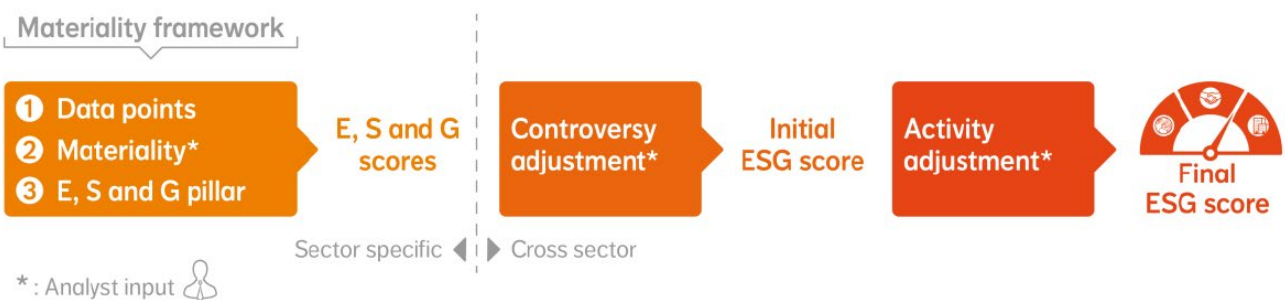 Materiality framework
1 Data points
2 Materiality*
3 E, S and G pillar
E, S and G
scores
Controversy
adjustment*
Initial
ESG score
Activity
adjustment*
Final
ESG score
Sector specific
Cross sector
* : Analyst input